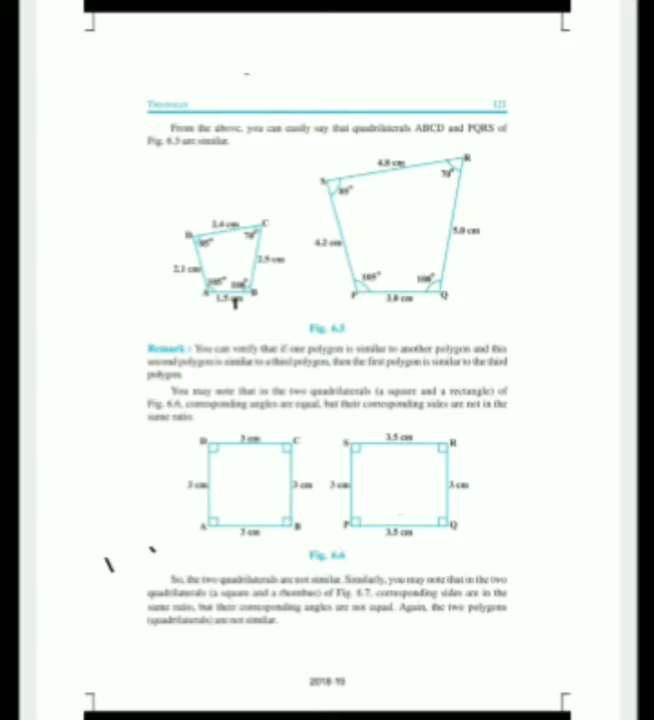 TRIANGLES 121
From the above, you can easily say that quadrilaterals ABCD and PQRS of
Fig. 6.5 are similar.
4.8 cm
S R
85° 70°
2.4 cm
D C
85° 70°
4.2 cm 5.0 cm
2.1 cm 2.5 cm
105° 100° 105° 100°
A B P Q
1.5 cm 3.0 cm
Fig. 6.5
Remark : You can verify that if one polygon is similar to another polygon and this
second polygon is similar to a third polygon, then the first polygon is similar to the third
polygon.
You may note that in the two quadrilaterals (a square and a rectangle) of
Fig. 6.6, corresponding angles are equal, but their corresponding sides are not in the
same ratio.
D 3 cm C S 3.5 cm R
3 cm 3 cm 3 cm 3 cm
A B P Q
3 cm 3.5 cm
Fig. 6.6
So, the two quadrilaterals are not similar. Similarly, you may note that in the two
quadrilaterals (a square and a rhombus) of Fig. 6.7, corresponding sides are in the
same ratio, but their corresponding angles are not equal. Again, the two polygons
(quadrilaterals) are not similar.
2018-19